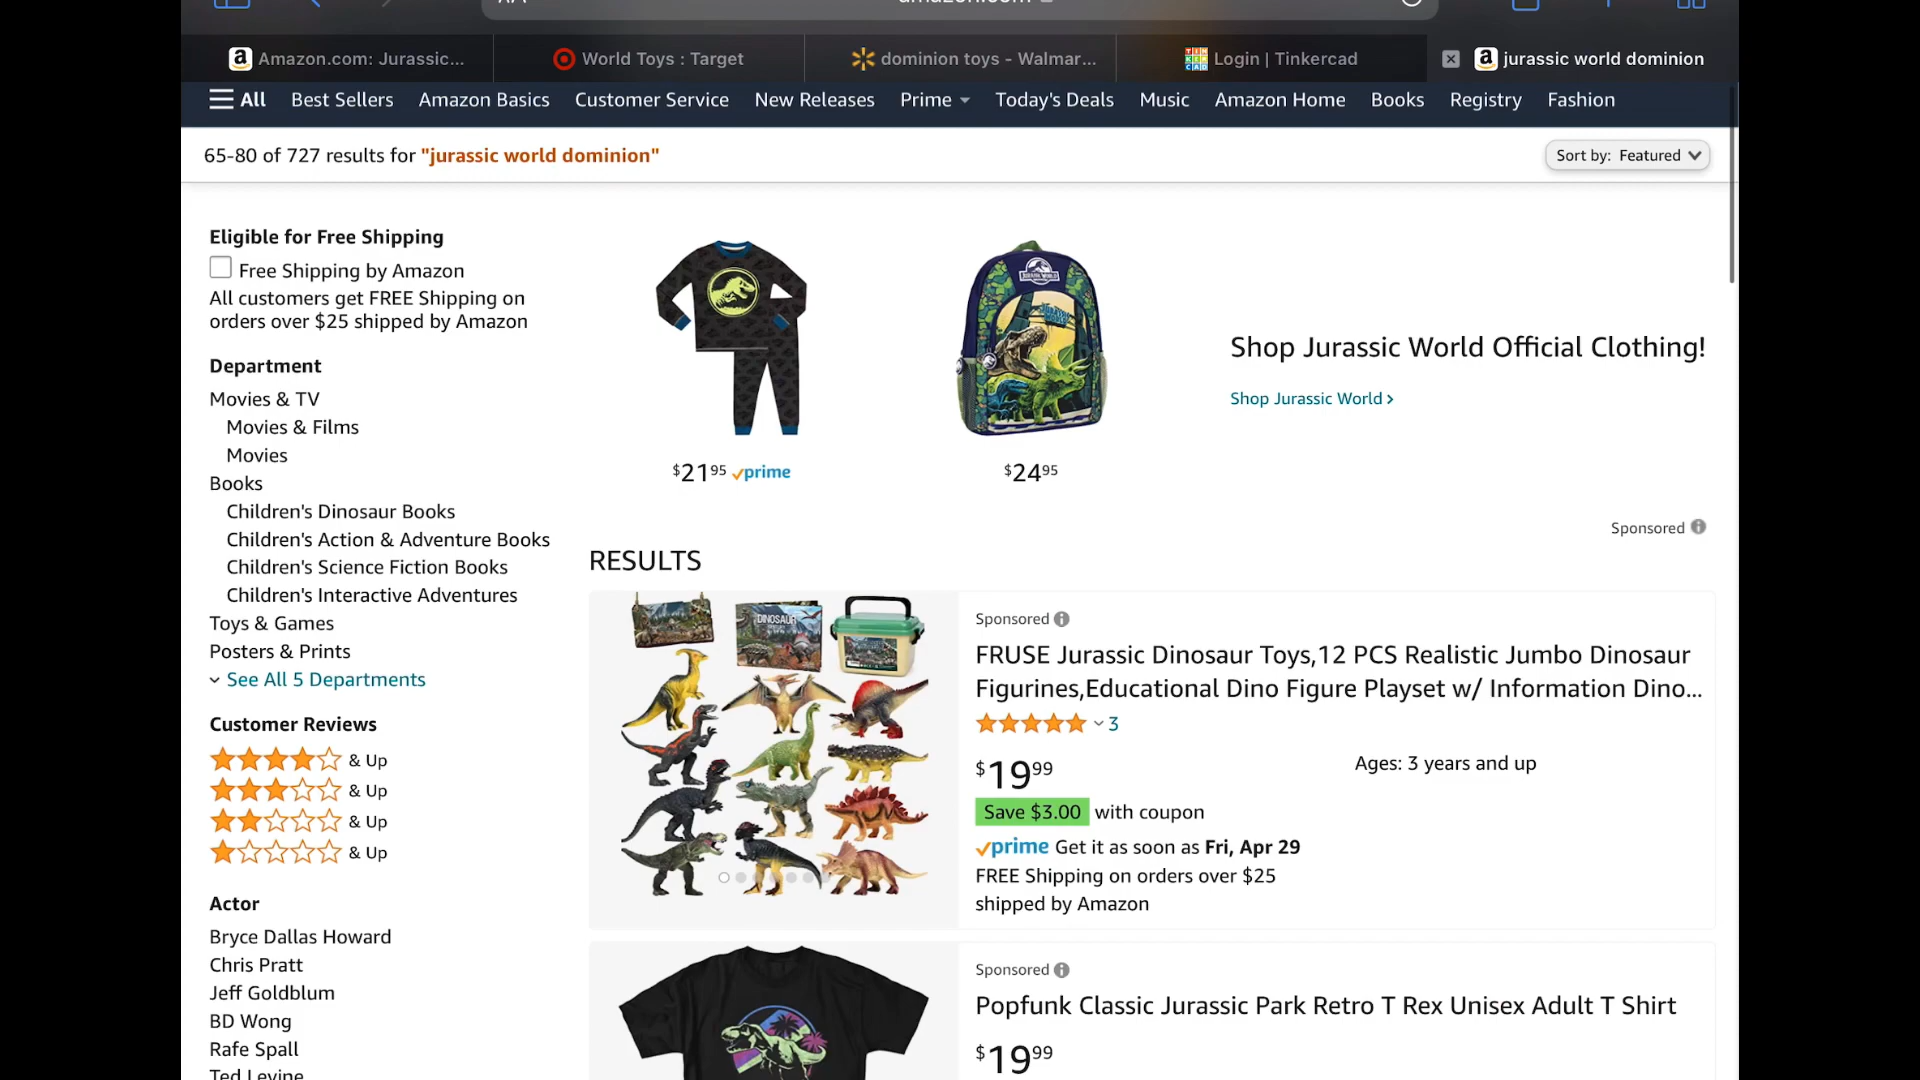 Amazon.com: Jurassic...
World Toys : Target
dominion toys - Walmar...
Login | Tinkercad
jurassic world dominion
All
Best Sellers
Amazon Basics
Customer Service
New Releases
Prime
Today's Deals
Music
Amazon Home
Books
Registry
Fashion
65-80 of 727 results for "jurassic world dominion"
Sort by: Featured
Eligible for Free Shipping
Free Shipping by Amazon
All customers get FREE Shipping on
orders over $25 shipped by Amazon
Department
Movies & TV
Movies & Films
Movies
Books
Children's Dinosaur Books
Children's Action & Adventure Books
Children's Science Fiction Books
Children's Interactive Adventures
Toys & Games
Posters & Prints
See All 5 Departments
Customer Reviews
& Up
& Up
& Up
& Up
Actor
Bryce Dallas Howard
Chris Pratt
Jeff Goldblum
BD Wong
Rafe Spall
Ted Levine
$21 95 prime
JURASSIC WORLD
$24 95
Shop Jurassic World Official Clothing!
Shop Jurassic World ›
Sponsored
RESULTS
DINOSAUR
Sponsored
FRUSE Jurassic Dinosaur Toys,12 PCS Realistic Jumbo Dinosaur
Figurines,Educational Dino Figure Playset w/ Information Dino...
3
$19 99
Ages: 3 years and up
Save $3.00 with coupon
prime Get it as soon as Fri, Apr 29
FREE Shipping on orders over $25
shipped by Amazon
Sponsored
Popfunk Classic Jurassic Park Retro T Rex Unisex Adult T Shirt
$19 99